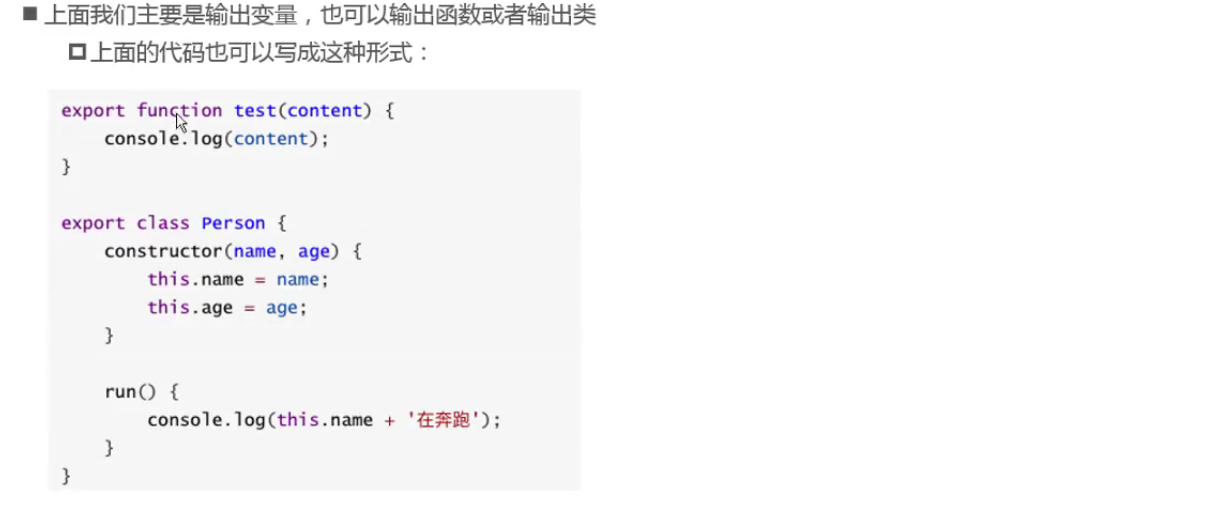 上面我们主要是输出变量，也可以输出函数或者输出类
上面的代码也可以写成这种形式：
export function test(content) {
    console.log(content);
}
export class Person {
    constructor(name, age) {
        this.name = name;
        this.age = age;
    }
    run() {
        console.log(this.name + '在奔跑');
    }
}